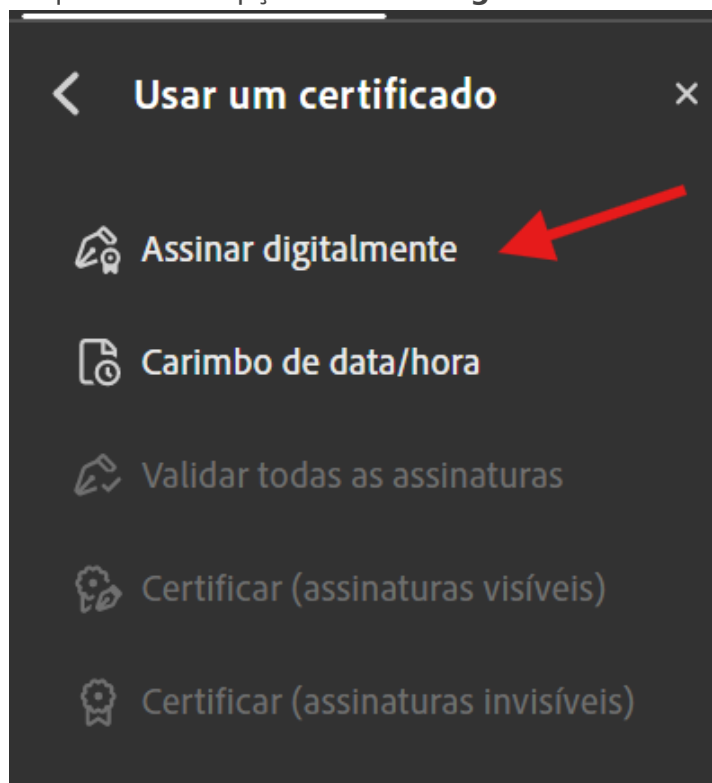 Usar um certificado
Assinar digitalmente
Carimbo de data/hora
Validar todas as assinaturas
Certificar (assinaturas visíveis)
Certificar (assinaturas invisíveis)